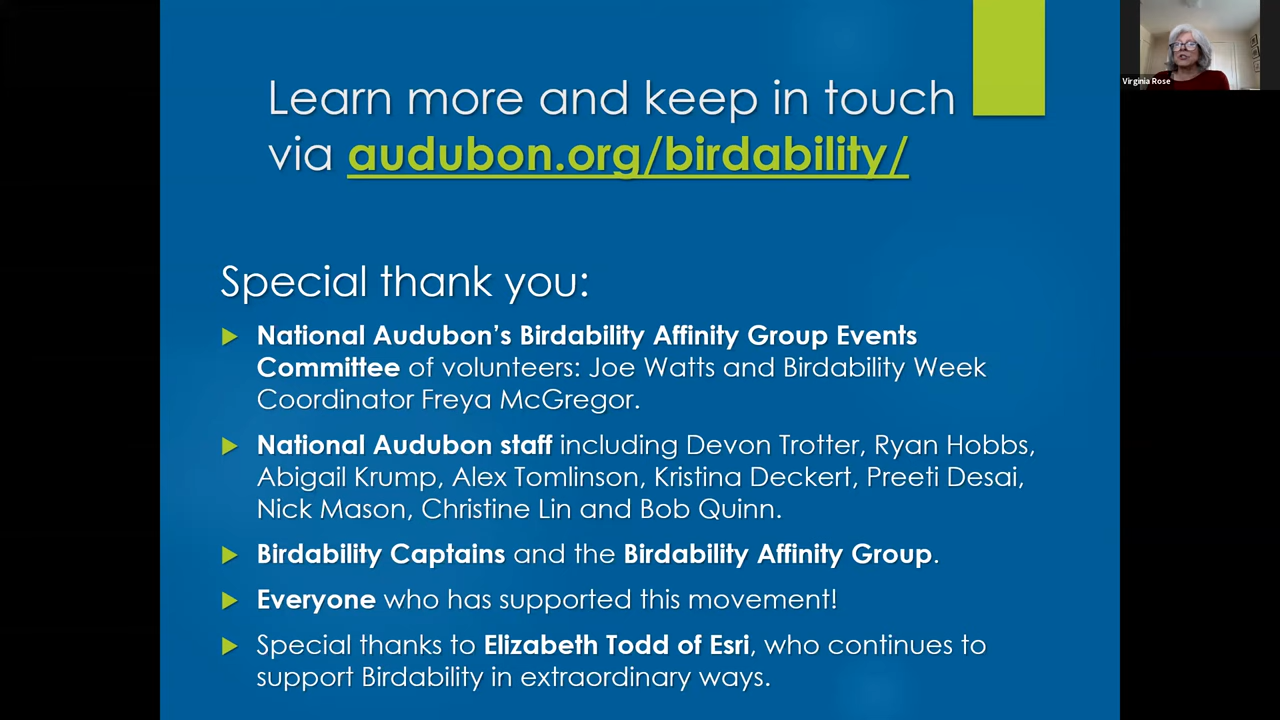 Learn more and keep in touch
via audubon.org/birdability/
Virginia Rose
Special thank you:
National Audubon’s Birdability Affinity Group Events
Committee of volunteers: Joe Watts and Birdability Week
Coordinator Freya McGregor.
National Audubon staff including Devon Trotter, Ryan Hobbs,
Abigail Krump, Alex Tomlinson, Kristina Deckert, Preeti Desai,
Nick Mason, Christine Lin and Bob Quinn.
Birdability Captains and the Birdability Affinity Group.
Everyone who has supported this movement!
Special thanks to Elizabeth Todd of Esri, who continues to
support Birdability in extraordinary ways.